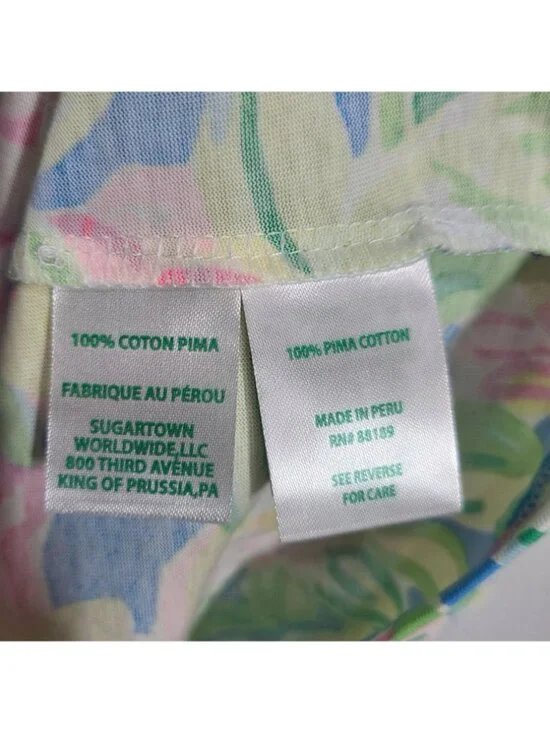 100% COTON PIMA
FABRIQUE AU PÉROU
SUGARTOWN
WORLDWIDE,LLC
800 THIRD AVENUE
KING OF PRUSSIA,PA
100% PIMA COTTON
MADE IN PERU
RN# 88189
SEE REVERSE
FOR CARE